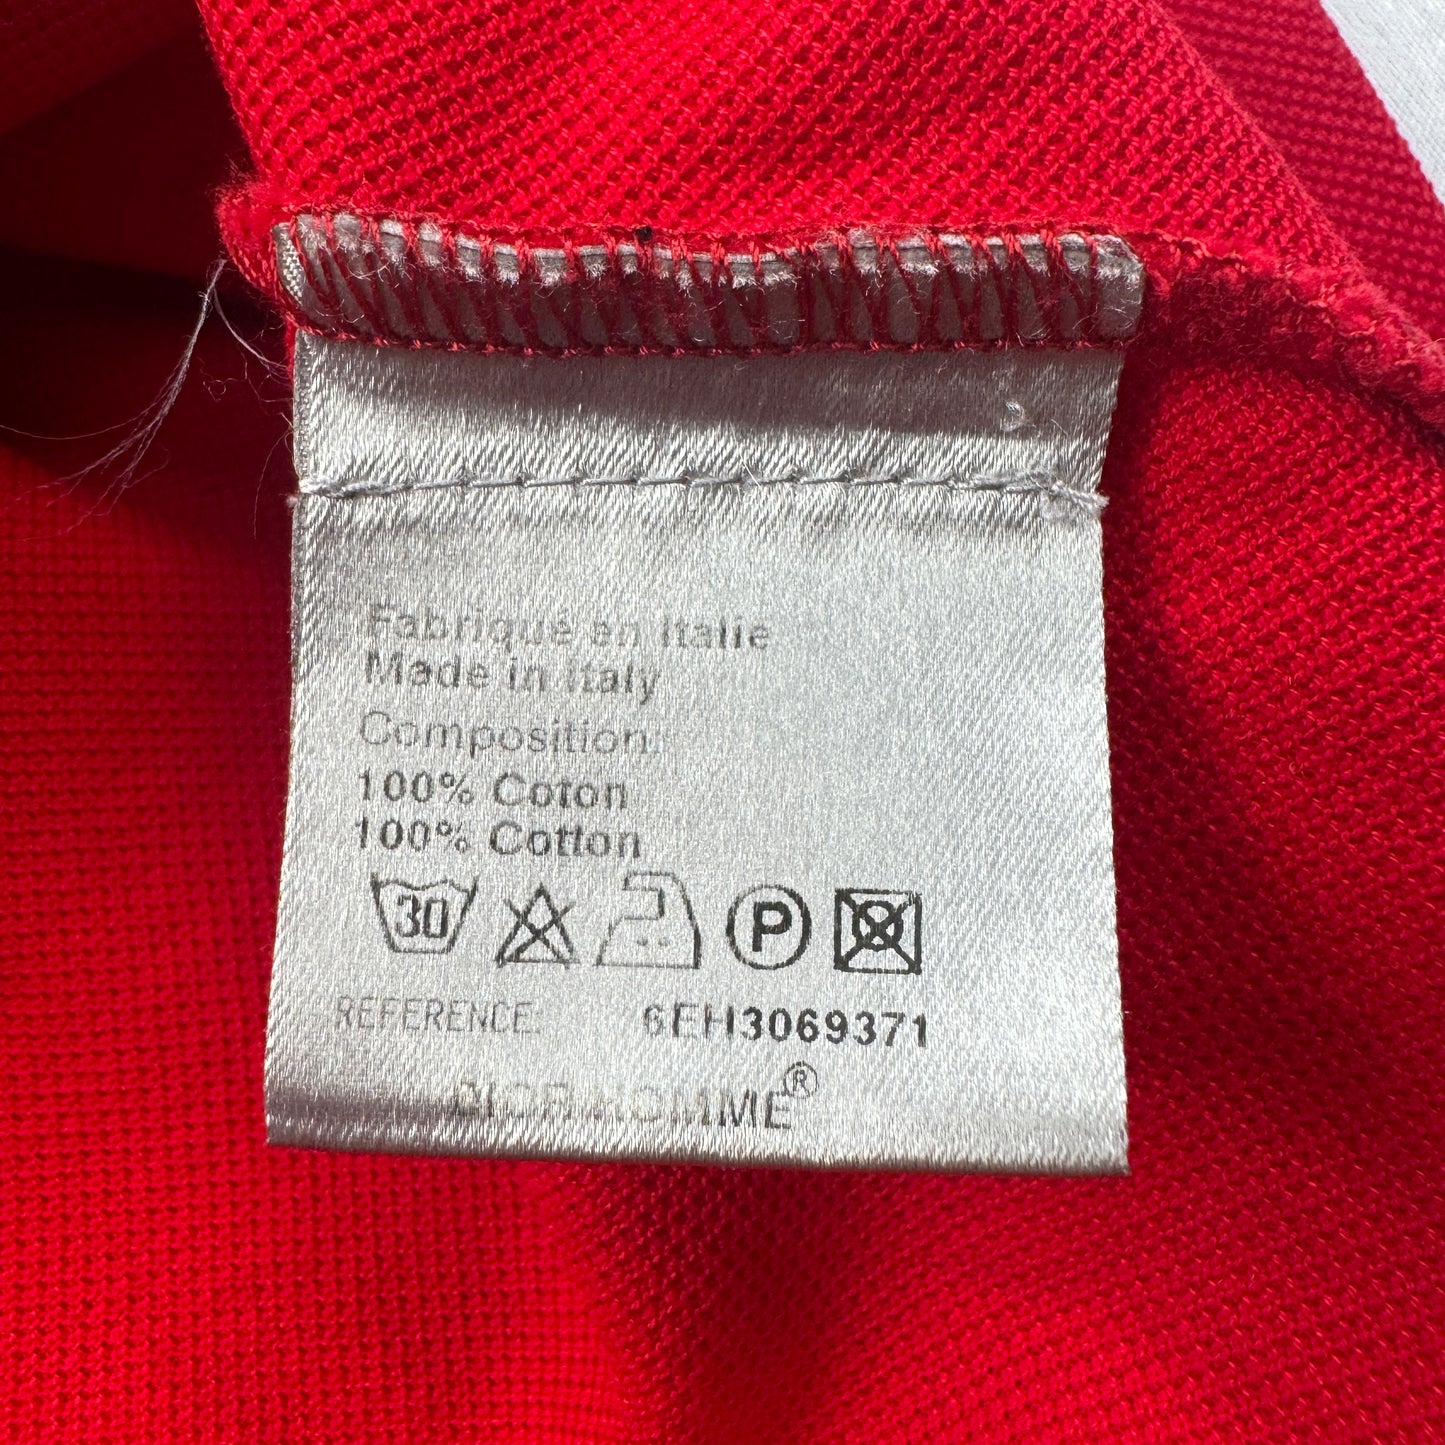 Fabriqué en Italie
Made in Italy
Composition:
100% Coton
100% Cotton
30 P
REFERENCE: 6EH3069371
DIOR HOMME®